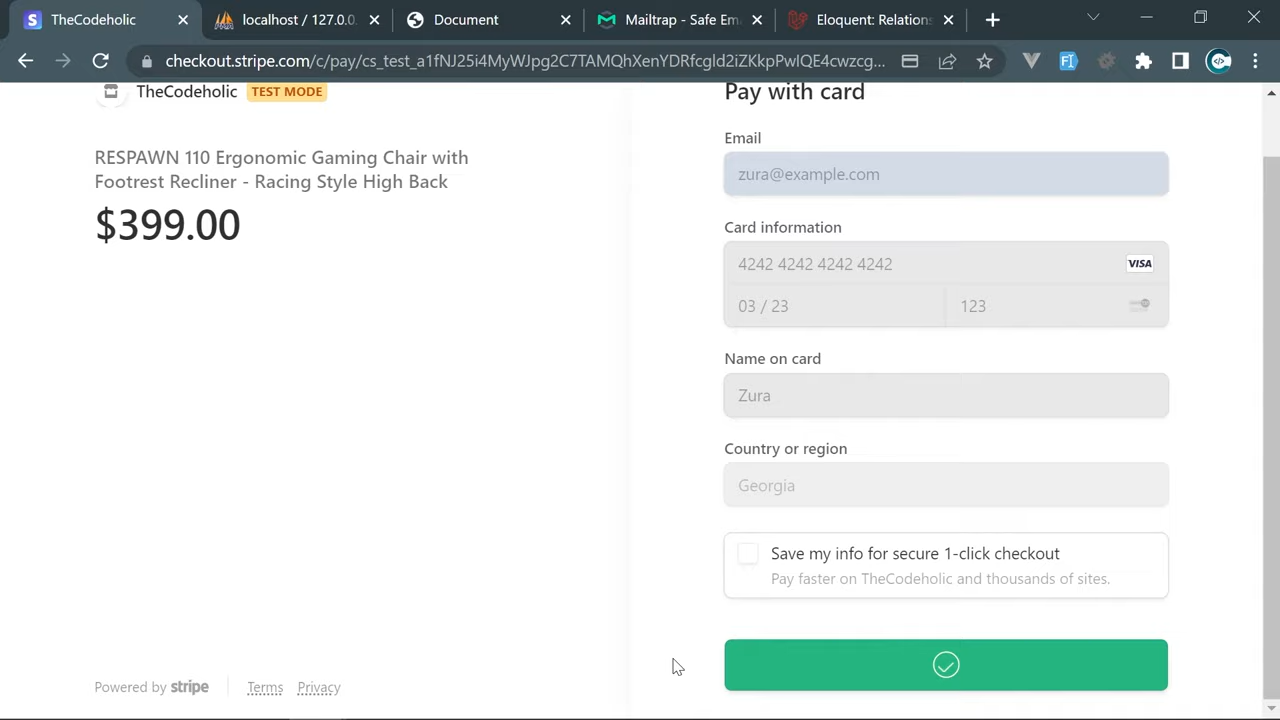 TheCodeholic
localhost / 127.0.0.
Document
Mailtrap - Safe Em
Eloquent: Relations
checkout.stripe.com/c/pay/cs_test_a1fNJ25i4MyWJpg2C7TAMQhXenYDRfcgld2iZKkpPwlQE4cwzcg...
TheCodeholic TEST MODE
RESPAWN 110 Ergonomic Gaming Chair with
Footrest Recliner - Racing Style High Back
$399.00
Powered by stripe
Terms
Privacy
Pay with card
Email
zura@example.com
Card information
4242 4242 4242 4242
VISA
03 / 23
123
Name on card
Zura
Country or region
Georgia
Save my info for secure 1-click checkout
Pay faster on TheCodeholic and thousands of sites.